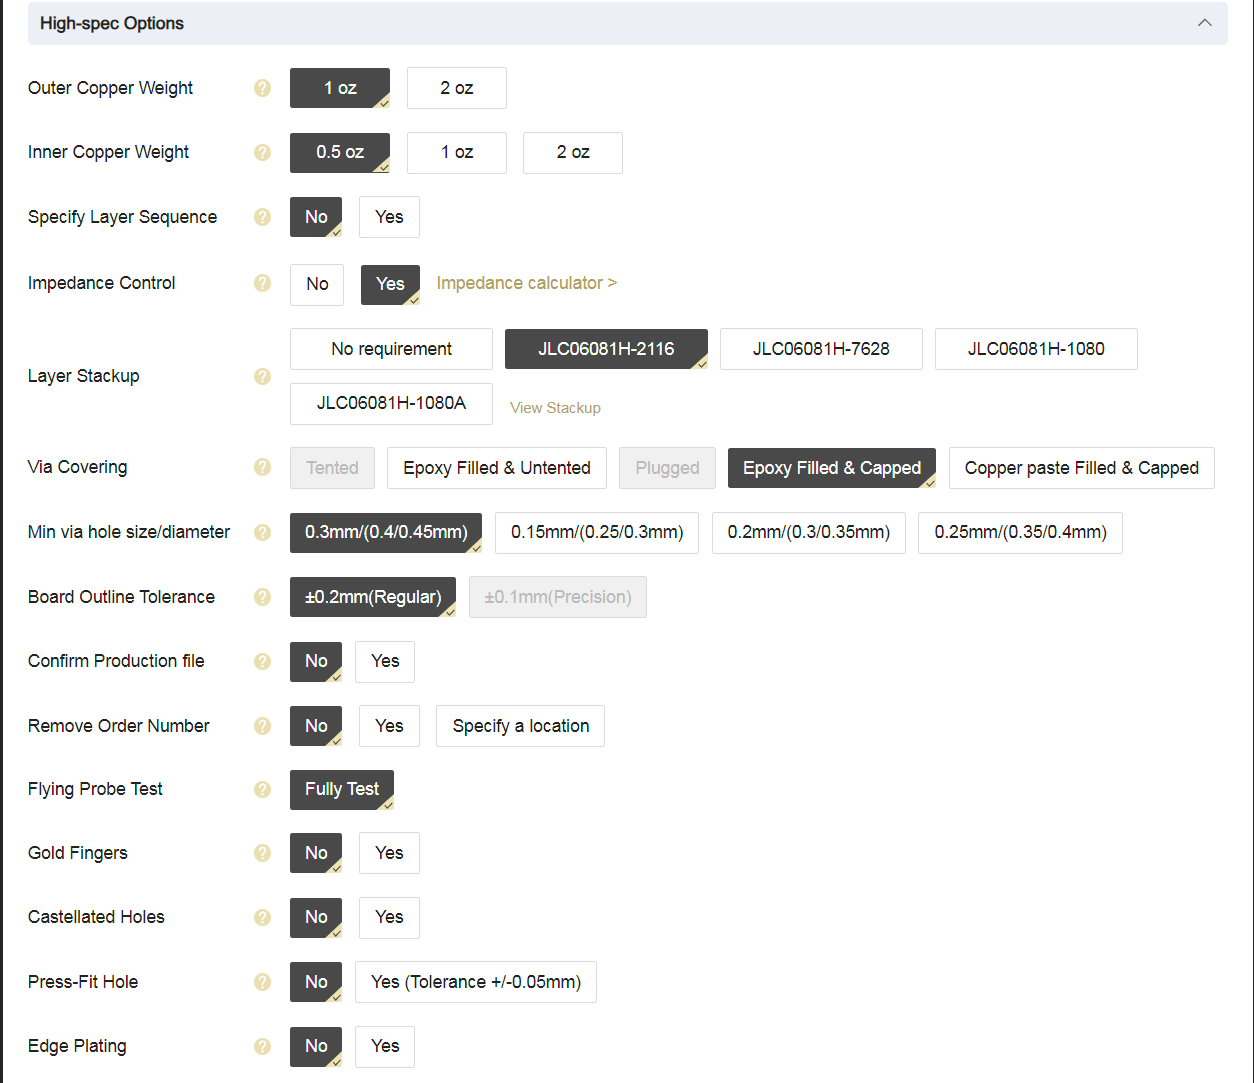 High-spec Options
Outer Copper Weight ? 1 oz 2 oz
Inner Copper Weight ? 0.5 oz 1 oz 2 oz
Specify Layer Sequence ? No Yes
Impedance Control ? No Yes Impedance calculator >
No requirement JLC06081H-2116 JLC06081H-7628 JLC06081H-1080
Layer Stackup ?
JLC06081H-1080A View Stackup
Via Covering ? Tented Epoxy Filled & Untented Plugged Epoxy Filled & Capped Copper paste Filled & Capped
Min via hole size/diameter ? 0.3mm/(0.4/0.45mm) 0.15mm/(0.25/0.3mm) 0.2mm/(0.3/0.35mm) 0.25mm/(0.35/0.4mm)
Board Outline Tolerance ? ±0.2mm(Regular) ±0.1mm(Precision)
Confirm Production file ? No Yes
Remove Order Number ? No Yes Specify a location
Flying Probe Test ? Fully Test
Gold Fingers ? No Yes
Castellated Holes ? No Yes
Press-Fit Hole ? No Yes (Tolerance +/-0.05mm)
Edge Plating ? No Yes